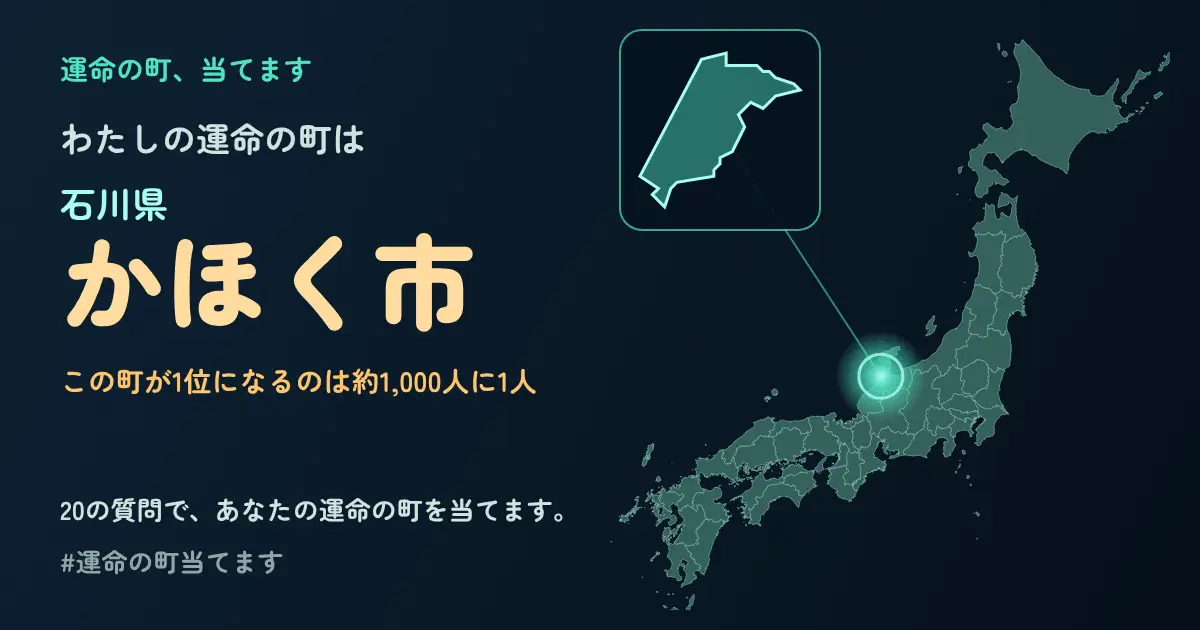 運命の町、当てます
わたしの運命の町は
石川県
かほく市
この町が1位になるのは約1,000人に1人
20の質問で、あなたの運命の町を当てます。
#運命の町当てます